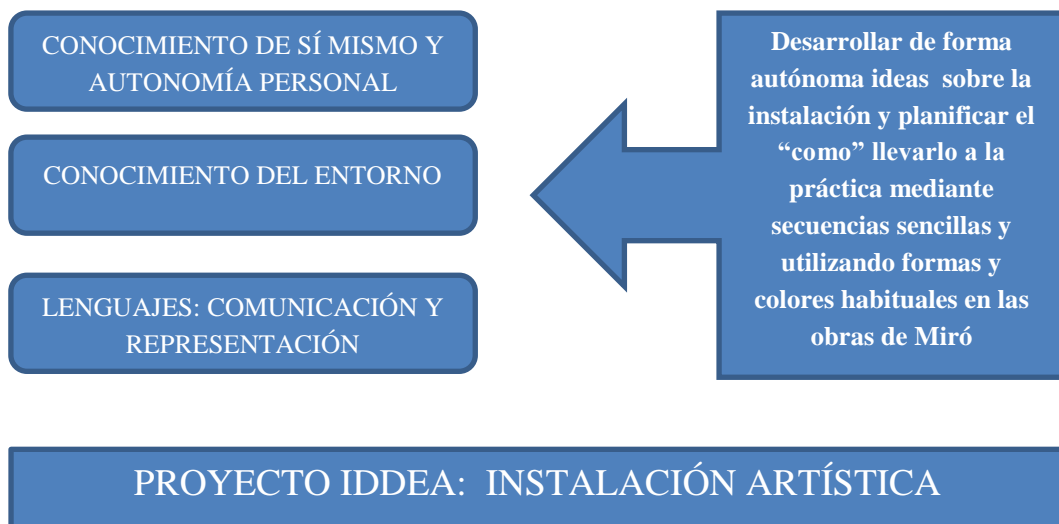 CONOCIMIENTO DE SÍ MISMO Y
AUTONOMÍA PERSONAL
CONOCIMIENTO DEL ENTORNO
LENGUAJES: COMUNICACIÓN Y
REPRESENTACIÓN
Desarrollar de forma
autónoma ideas sobre la
instalación y planificar el
“como” llevarlo a la
práctica mediante
secuencias sencillas y
utilizando formas y
colores habituales en las
obras de Miró
PROYECTO IDDEA: INSTALACIÓN ARTÍSTICA